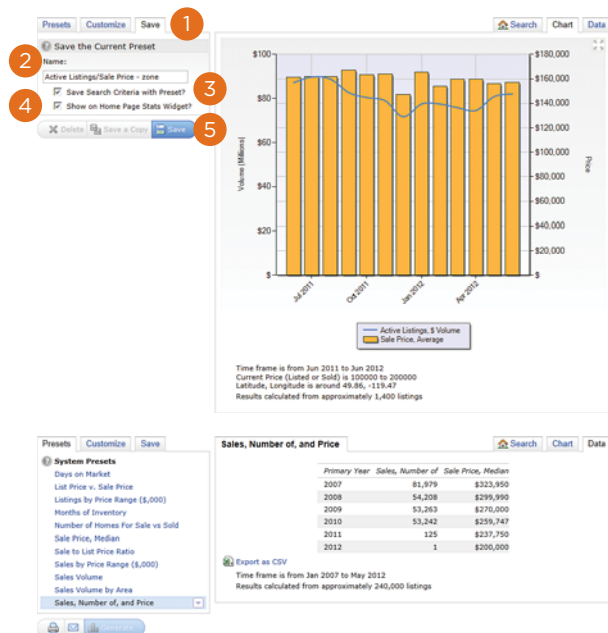 Presets Customize Save 1
Search Chart Data
Save the Current Preset
2 Name:
Active Listings/Sale Price - zone
Save Search Criteria with Preset? 3
4 Show on Home Page Stats Widget?
Delete Save a Copy Save 5
$100
$80
$60
$40
$20
$
Volume (Millions)
$180,000
$160,000
$140,000
$120,000
$100,000
$80,000
$60,000
$40,000
$20,000
$
Price
Jul 2011 Oct 2011 Jan 2012 Apr 2012
Active Listings, $ Volume
Sale Price, Average
Time frame is from Jun 2011 to Jun 2012
Current Price (Listed or Sold) is 100000 to 200000
Latitude, Longitude is around 49.86, -119.47
Results calculated from approximately 1,400 listings
Presets Customize Save
System Presets
Days on Market
List Price v. Sale Price
Listings by Price Range ($,000)
Months of Inventory
Number of Homes For Sale vs Sold
Sale Price, Median
Sale to List Price Ratio
Sales by Price Range ($,000)
Sales Volume
Sales Volume by Area
Sales, Number of, and Price
Generate
Sales, Number of, and Price
Search Chart Data
Primary Year Sales, Number of Sale Price, Median
2007 81,979 $323,950
2008 54,208 $299,990
2009 53,263 $270,000
2010 53,242 $259,747
2011 125 $237,750
2012 1 $200,000
Export as CSV
Time frame is from Jan 2007 to May 2012
Results calculated from approximately 240,000 listings